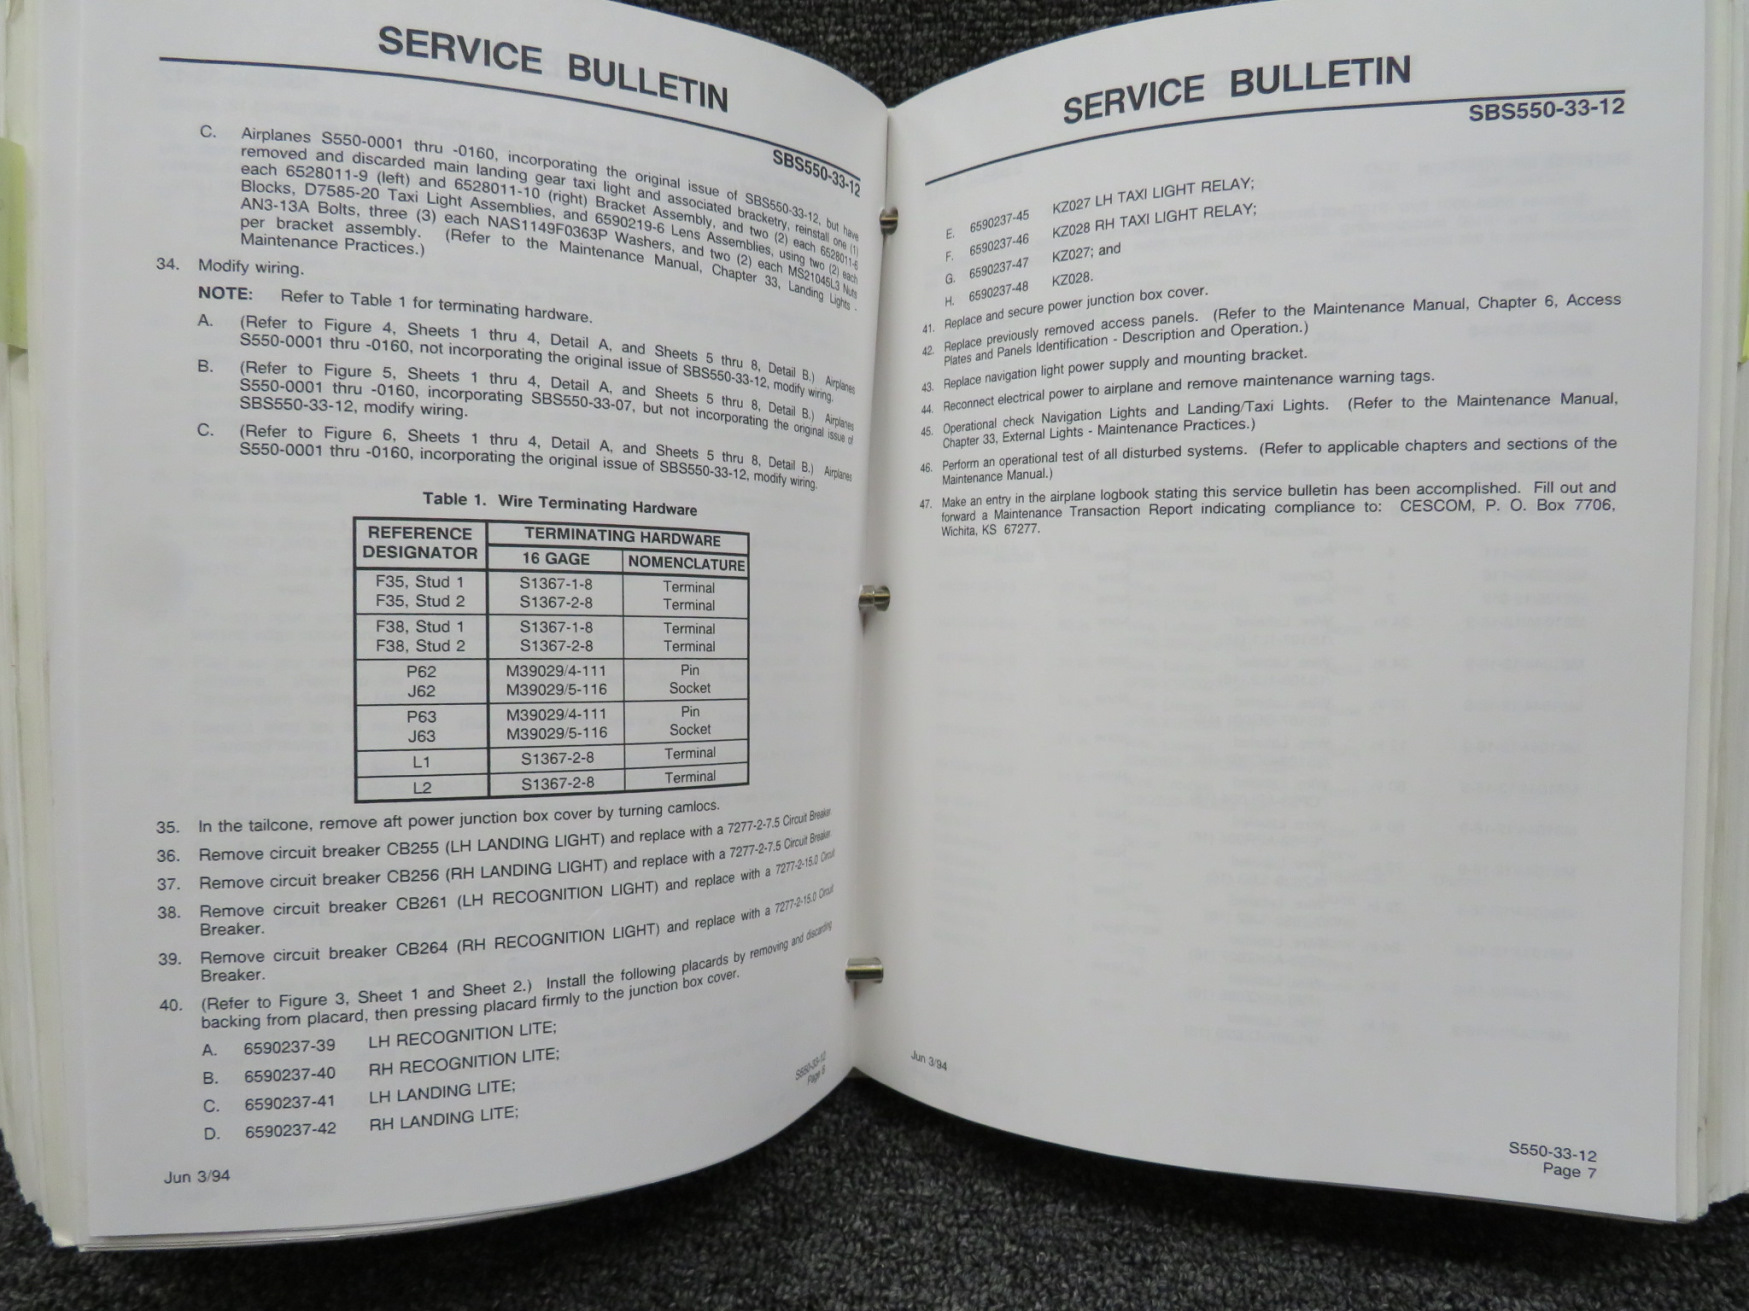 SERVICE BULLETIN
SBS550-33-12
C. Airplanes S550-0001 thru -0160, incorporating the original issue of SBS550-33-12, but have
removed and discarded main landing gear taxi light and associated bracketry, reinstall one (1)
each 6528011-9 (left) and 6528011-10 (right) Bracket Assembly, and two (2) each 6528011-6
Blocks, D7585-20 Taxi Light Assemblies, and 6590219-6 Lens Assemblies, using two (2) each
AN3-13A Bolts, three (3) each NAS1149F0363P Washers, and two (2) each MS21045L3 Nuts
per bracket assembly. (Refer to the Maintenance Manual, Chapter 33, Landing Lights -
Maintenance Practices.)
34. Modify wiring.
NOTE: Refer to Table 1 for terminating hardware.
A. (Refer to Figure 4, Sheets 1 thru 4, Detail A, and Sheets 5 thru 8, Detail B.) Airplanes
S550-0001 thru -0160, not incorporating the original issue of SBS550-33-12, modify wiring.
B. (Refer to Figure 5, Sheets 1 thru 4, Detail A, and Sheets 5 thru 8, Detail B.) Airplanes
S550-0001 thru -0160, incorporating SBS550-33-07, but not incorporating the original issue of
SBS550-33-12, modify wiring.
C. (Refer to Figure 6, Sheets 1 thru 4, Detail A, and Sheets 5 thru 8, Detail B.) Airplanes
S550-0001 thru -0160, incorporating the original issue of SBS550-33-12, modify wiring.
Table 1. Wire Terminating Hardware
REFERENCE DESIGNATOR TERMINATING HARDWARE
16 GAGE NOMENCLATURE
F35, Stud 1 S1367-1-8 Terminal
F35, Stud 2 S1367-2-8 Terminal
F38, Stud 1 S1367-1-8 Terminal
F38, Stud 2 S1367-2-8 Terminal
P62 M39029/4-111 Pin
J62 M39029/5-116 Socket
P63 M39029/4-111 Pin
J63 M39029/5-116 Socket
L1 S1367-2-8 Terminal
L2 S1367-2-8 Terminal
35. In the tailcone, remove aft power junction box cover by turning camlocs.
36. Remove circuit breaker CB255 (LH LANDING LIGHT) and replace with a 7277-2-7.5 Circuit Breaker.
37. Remove circuit breaker CB256 (RH LANDING LIGHT) and replace with a 7277-2-7.5 Circuit Breaker.
38. Remove circuit breaker CB261 (LH RECOGNITION LIGHT) and replace with a 7277-2-15.0 Circuit
Breaker.
39. Remove circuit breaker CB264 (RH RECOGNITION LIGHT) and replace with a 7277-2-15.0 Circuit
Breaker.
40. (Refer to Figure 3, Sheet 1 and Sheet 2.) Install the following placards by removing and discarding
backing from placard, then pressing placard firmly to the junction box cover.
A. 6590237-39 LH RECOGNITION LITE;
B. 6590237-40 RH RECOGNITION LITE;
C. 6590237-41 LH LANDING LITE;
D. 6590237-42 RH LANDING LITE;
Jun 3/94
S550-33-12
Page 6
SERVICE BULLETIN
SBS550-33-12
E. 6590237-45 KZ027 LH TAXI LIGHT RELAY;
F. 6590237-46 KZ028 RH TAXI LIGHT RELAY;
G. 6590237-47 KZ027; and
H. 6590237-48 KZ028.
41. Replace and secure power junction box cover.
42. Replace previously removed access panels. (Refer to the Maintenance Manual, Chapter 6, Access
Plates and Panels Identification - Description and Operation.)
43. Replace navigation light power supply and mounting bracket.
44. Reconnect electrical power to airplane and remove maintenance warning tags.
45. Operational check Navigation Lights and Landing/Taxi Lights. (Refer to the Maintenance Manual,
Chapter 33, External Lights - Maintenance Practices.)
46. Perform an operational test of all disturbed systems. (Refer to applicable chapters and sections of the
Maintenance Manual.)
47. Make an entry in the airplane logbook stating this service bulletin has been accomplished. Fill out and
forward a Maintenance Transaction Report indicating compliance to: CESCOM, P. O. Box 7706,
Wichita, KS 67277.
Jun 3/94
S550-33-12
Page 7